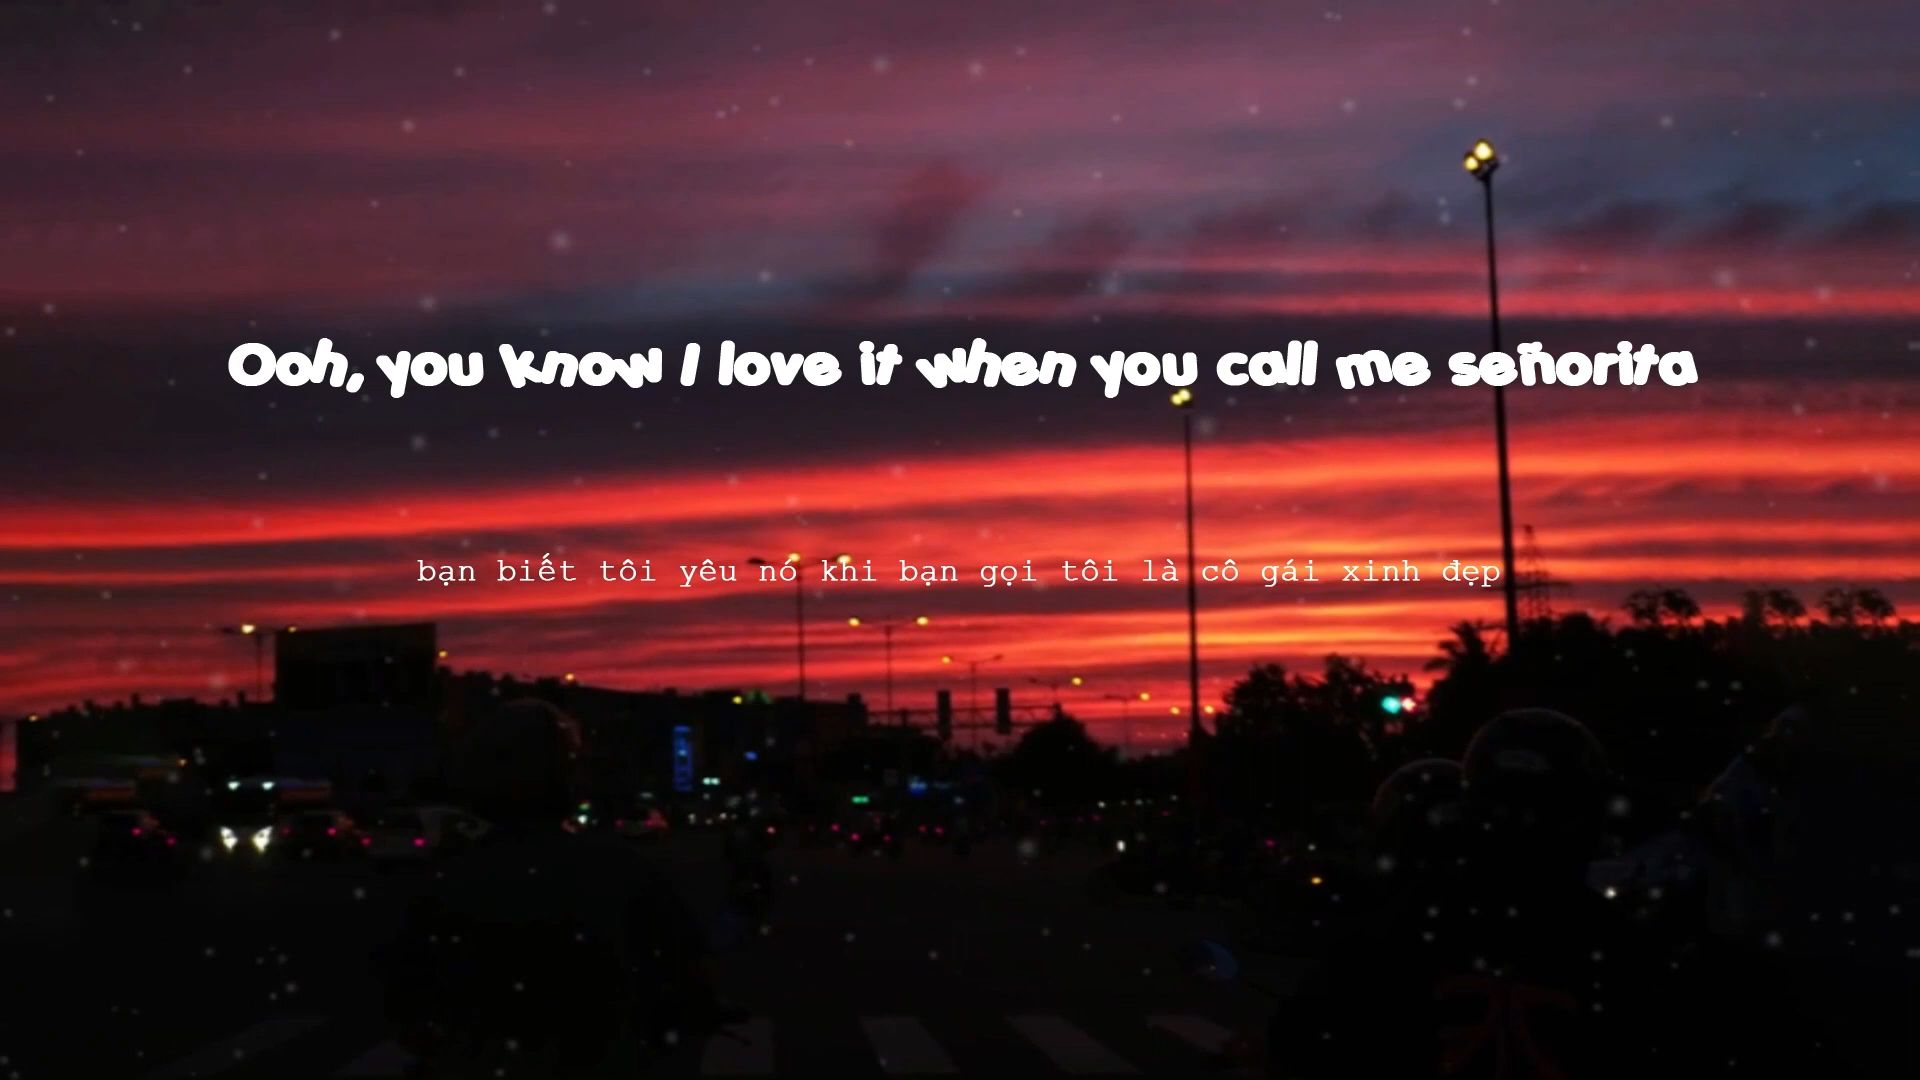 Ooh, you know I love it when you call me señorita
bạn biết tôi yêu nó khi bạn gọi tôi là cô gái xinh đẹp